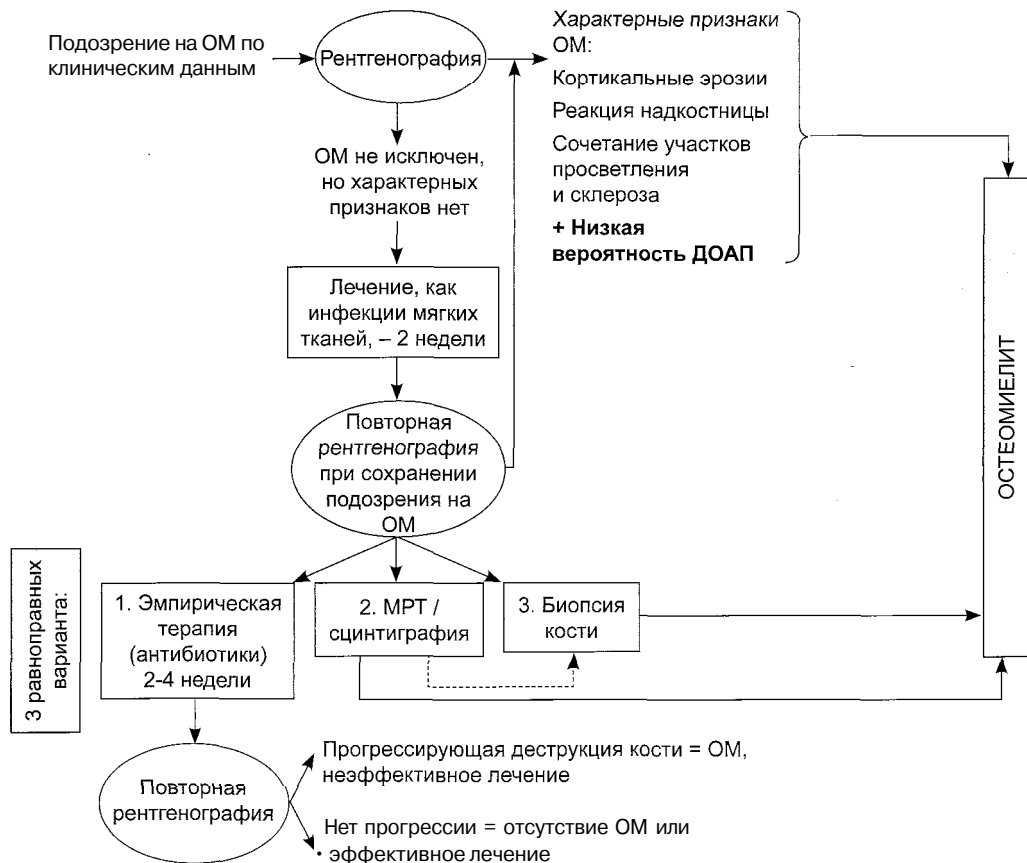 Подозрение на ОМ по
клиническим данным
Рентгенография
Характерные признаки
ОМ:
Кортикальные эрозии
Реакция надкостницы
Сочетание участков
просветления
и склероза
+ Низкая
вероятность ДОАП
ОМ не исключен,
но характерных
признаков нет
Лечение, как
инфекции мягких
тканей, – 2 недели
Повторная
рентгенография
при сохранении
подозрения на
ОМ
ОСТЕОМИЕЛИТ
3 равноправных
варианта:
1. Эмпирическая
терапия
(антибиотики)
2-4 недели
2. МРТ /
сцинтиграфия
3. Биопсия
кости
Повторная
рентгенография
Прогрессирующая деструкция кости = ОМ,
неэффективное лечение
Нет прогрессии = отсутствие ОМ или
эффективное лечение